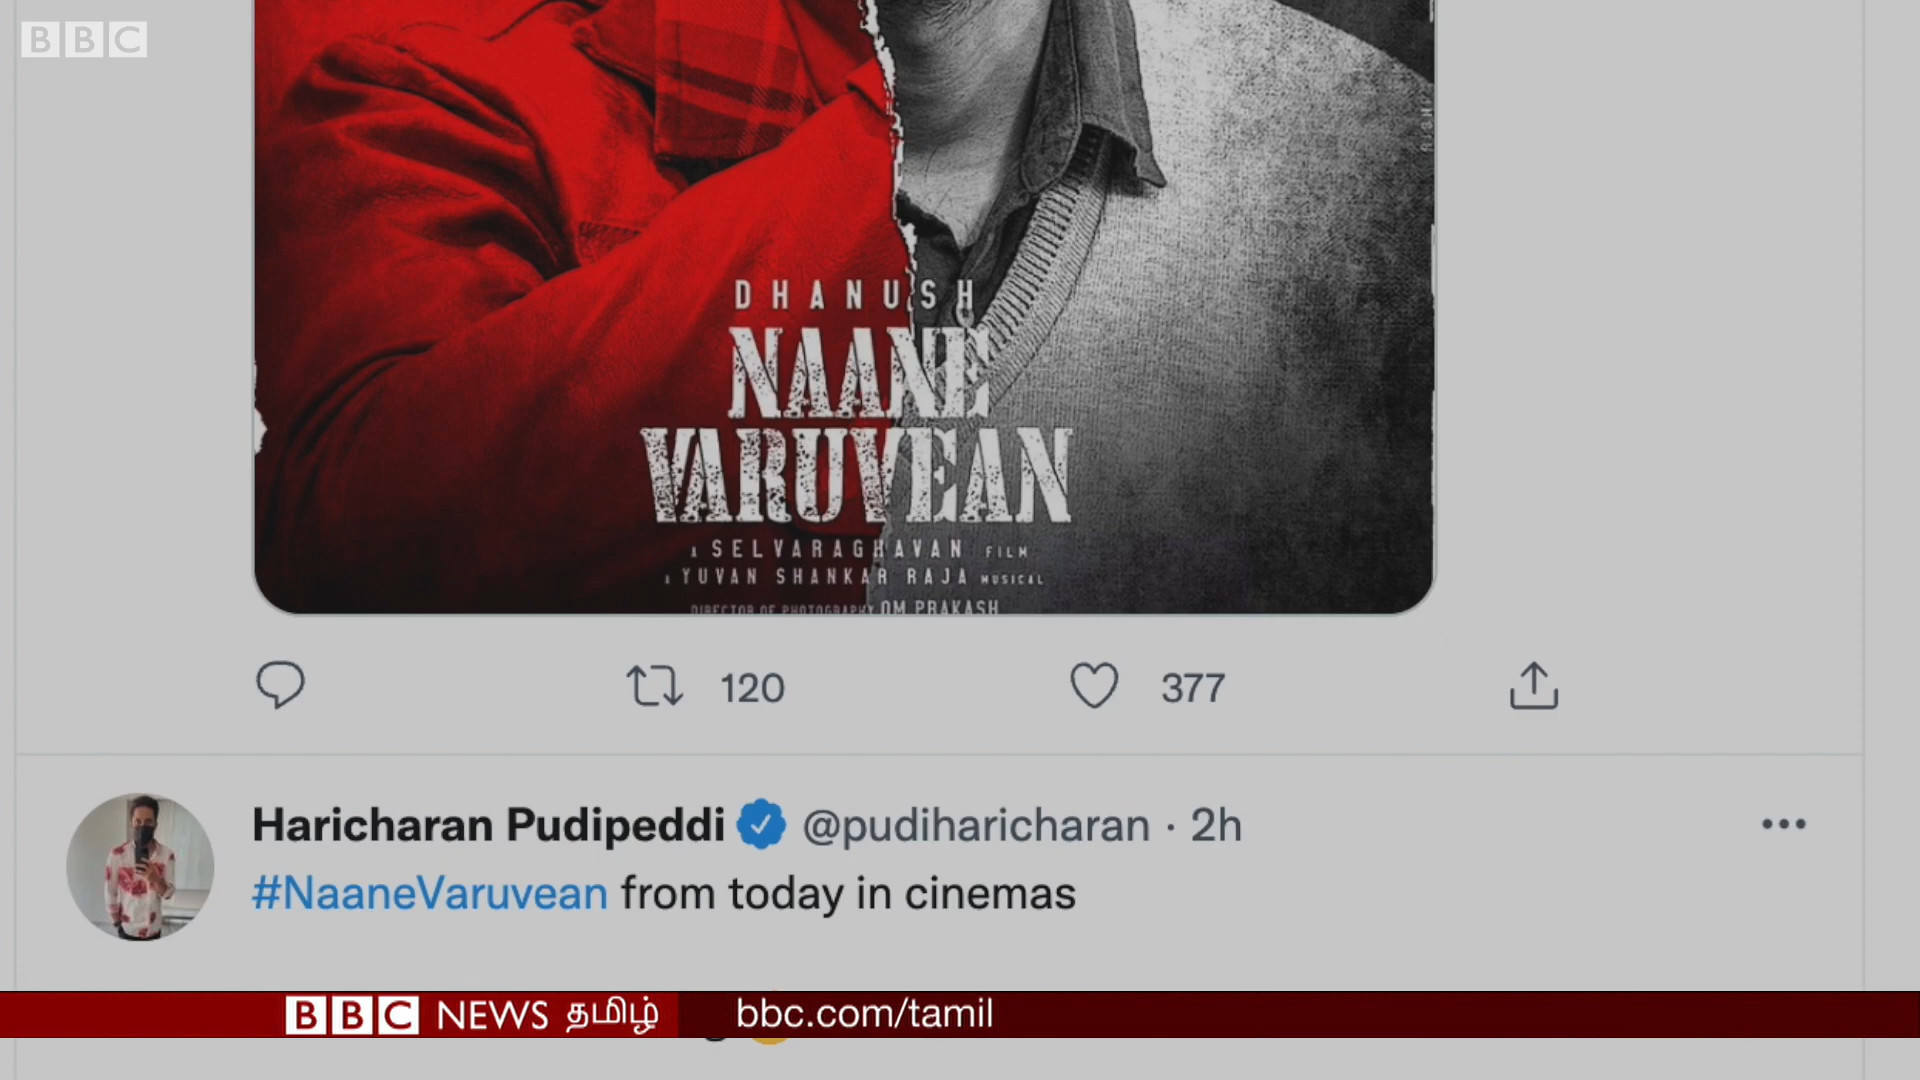 BBC
DHANUSH
NAANE
VARUVEAN
A SELVARAGHAVAN FILM
A YUVAN SHANKAR RAJA MUSICAL
DIRECTOR OF PHOTOGRAPHY OM PRAKASH
120 377
Haricharan Pudipeddi @pudiharicharan · 2h
#NaaneVaruvean from today in cinemas
BBC NEWS தமிழ் bbc.com/tamil